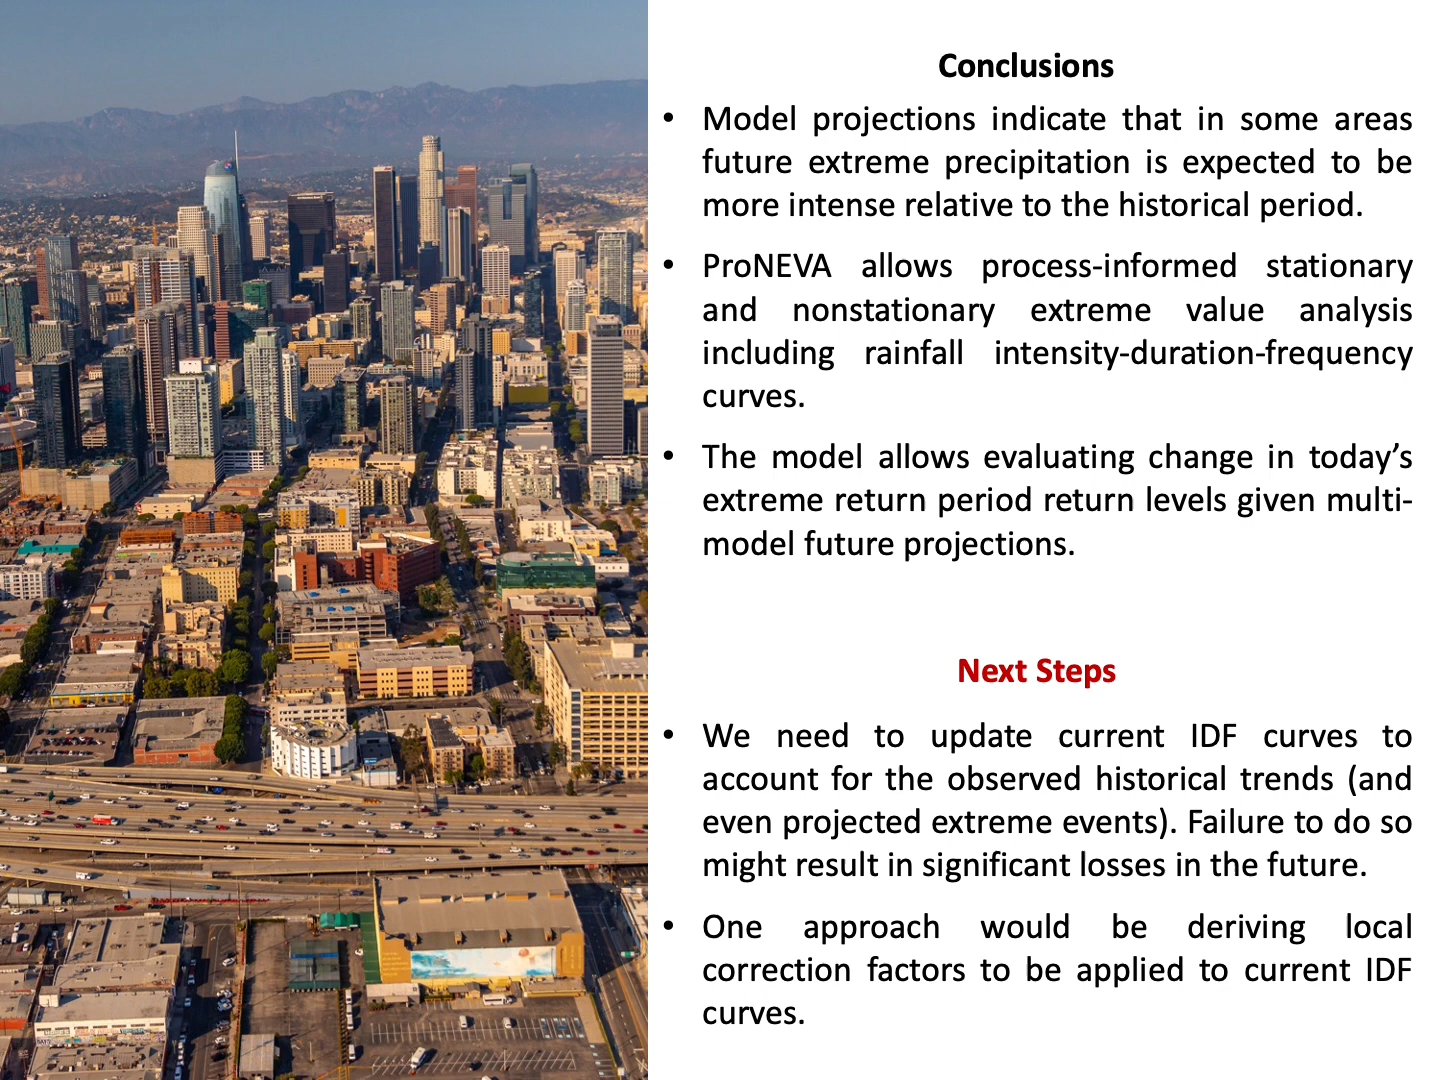 Conclusions
• Model projections indicate that in some areas
future extreme precipitation is expected to be
more intense relative to the historical period.
• ProNEVA allows process-informed stationary
and nonstationary extreme value analysis
including rainfall intensity-duration-frequency
curves.
• The model allows evaluating change in today’s
extreme return period return levels given multi-
model future projections.
Next Steps
• We need to update current IDF curves to
account for the observed historical trends (and
even projected extreme events). Failure to do so
might result in significant losses in the future.
• One approach would be deriving local
correction factors to be applied to current IDF
curves.